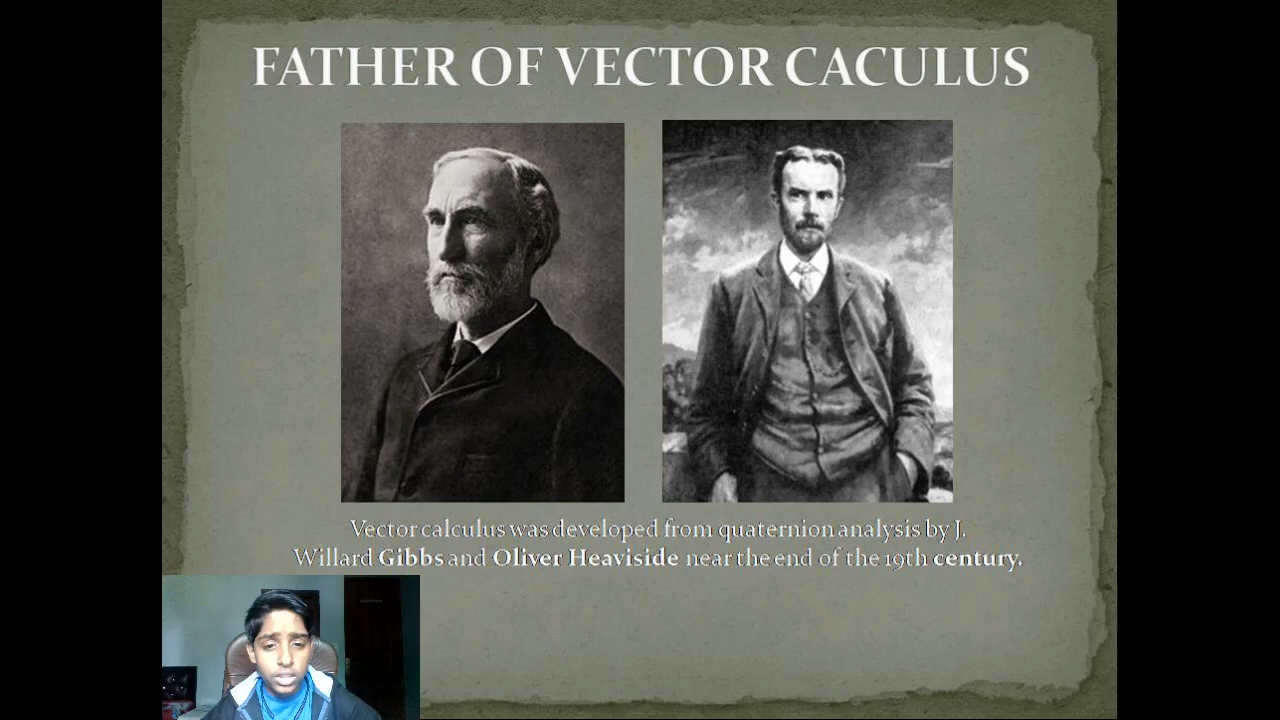 FATHER OF VECTOR CACULUS
Vector calculus was developed from quaternion analysis by J.
Willard Gibbs and Oliver Heaviside near the end of the 19th century.